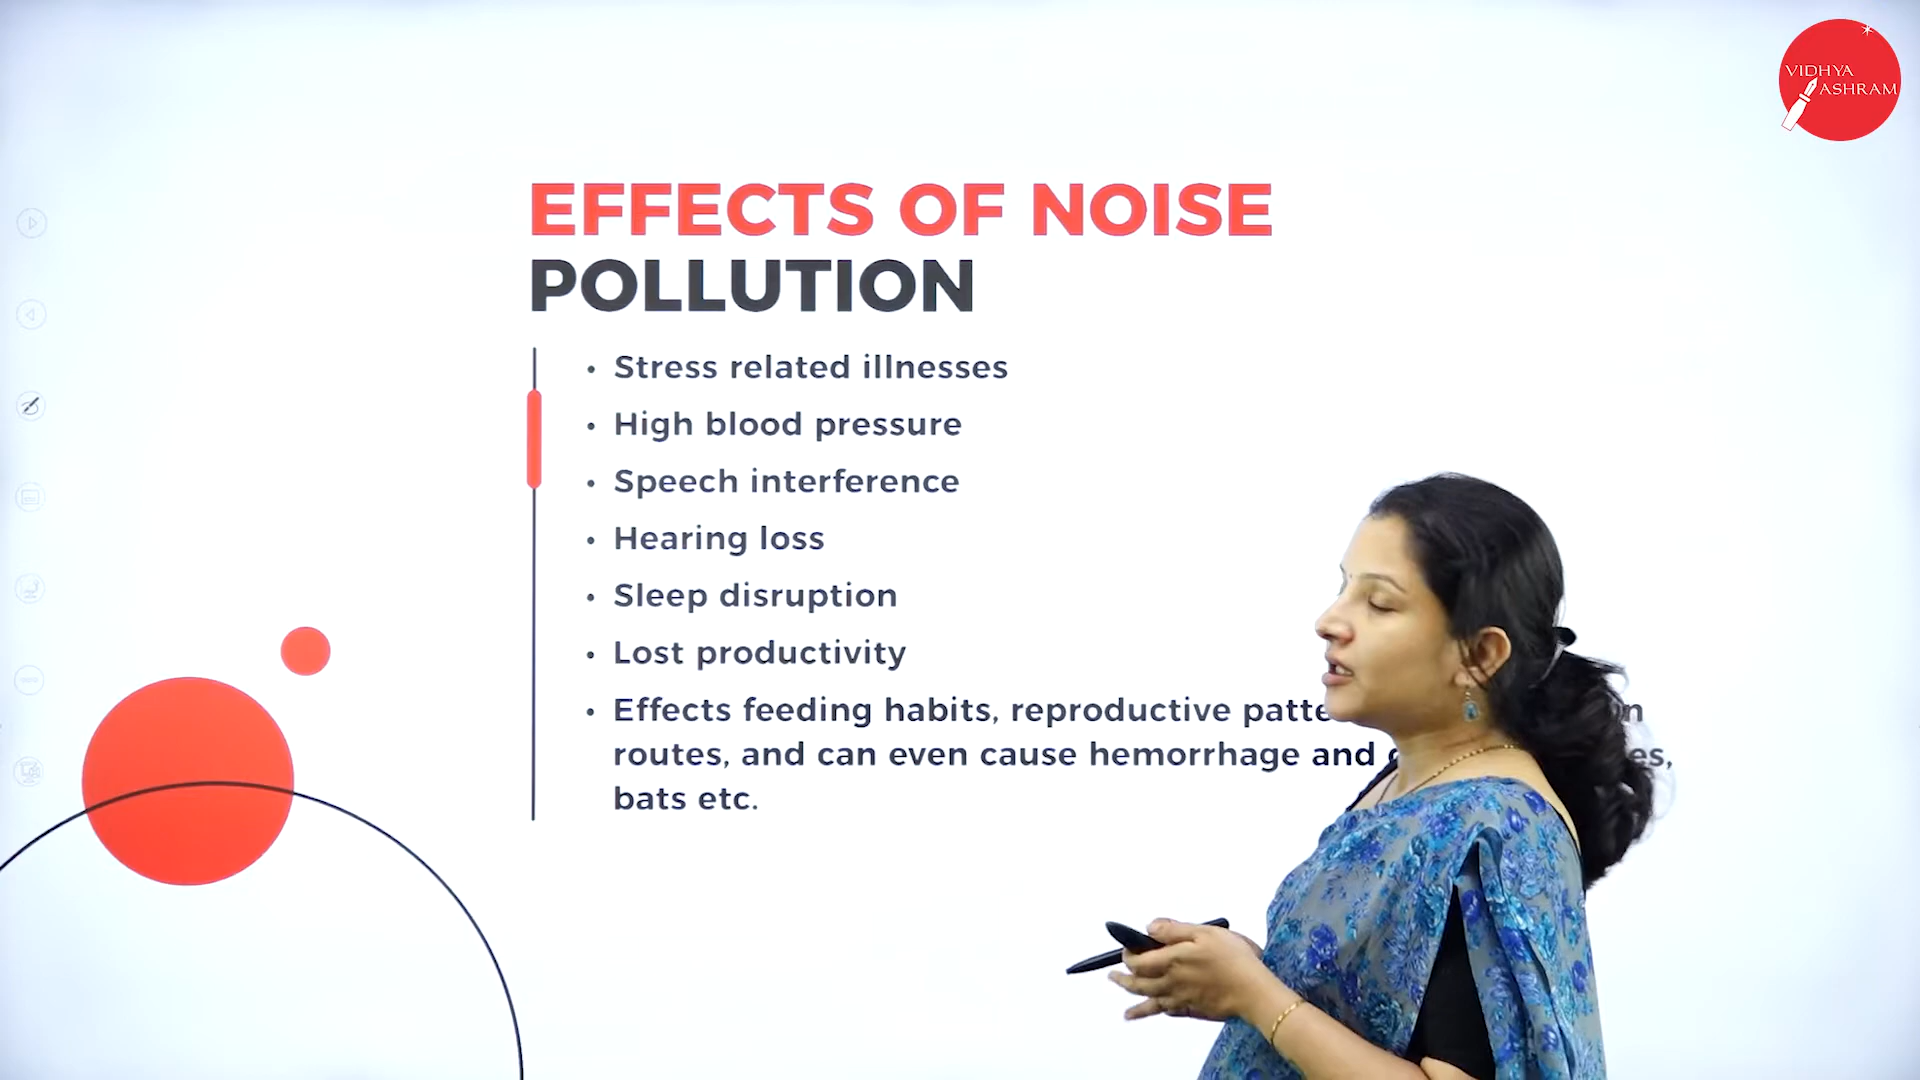 VIDHYA
ASHRAM
EFFECTS OF NOISE
POLLUTION
• Stress related illnesses
• High blood pressure
• Speech interference
• Hearing loss
• Sleep disruption
• Lost productivity
• Effects feeding habits, reproductive
routes, and can even cause hemorrhage and
bats etc.